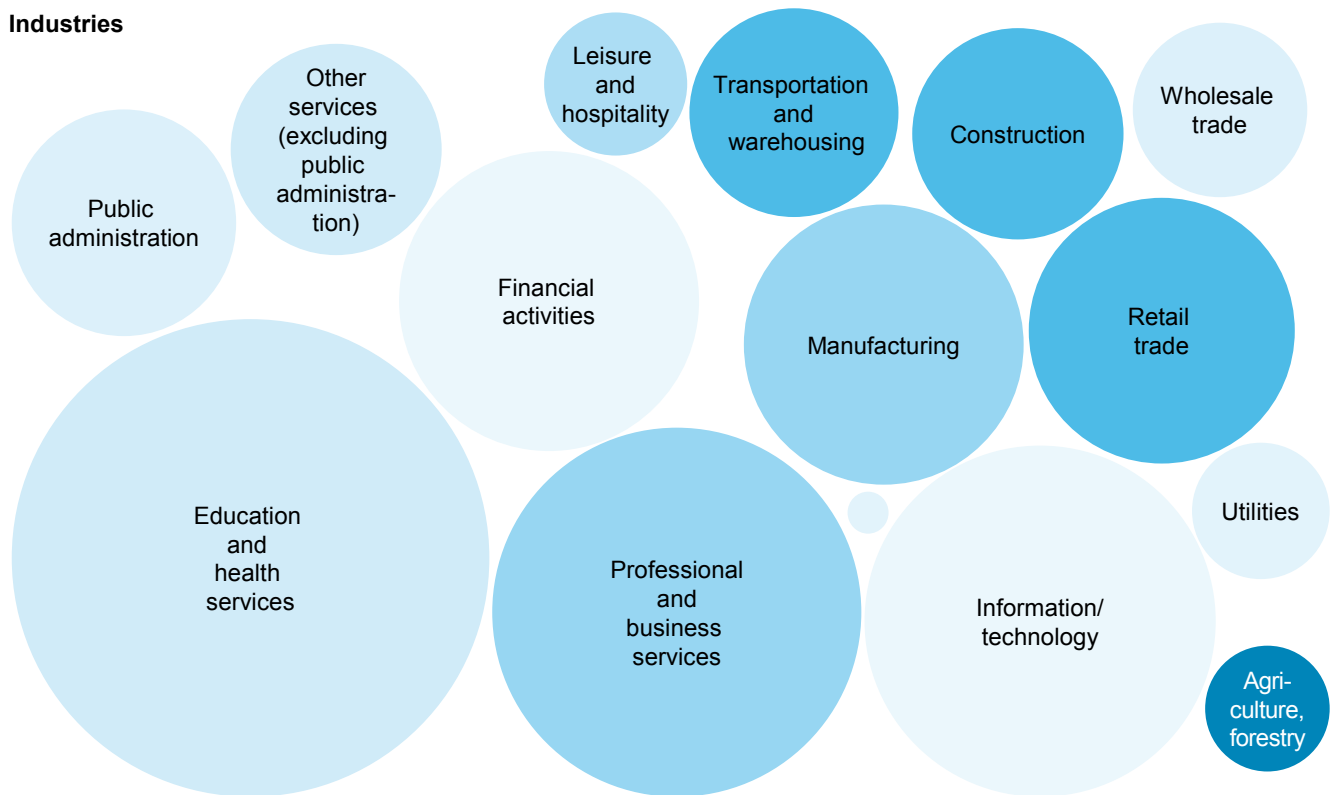 Industries
Other
services
(excluding
public
administra-
tion)
Leisure
and
hospitality
Transportation
and
warehousing
Construction
Wholesale
trade
Public
administration
Financial
activities
Manufacturing
Retail
trade
Education
and
health
services
Professional
and
business
services
Information/
technology
Utilities
Agri-
culture,
forestry